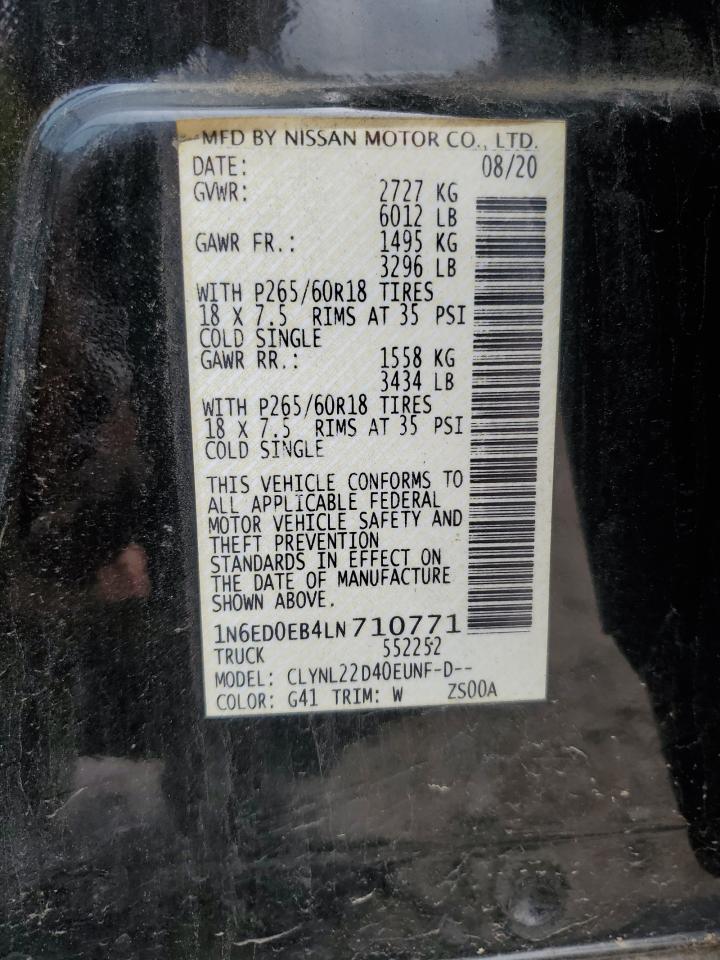 MFD BY NISSAN MOTOR CO., LTD.
DATE: 08/20
GVWR: 2727 KG
6012 LB
GAWR FR.: 1495 KG
3296 LB
WITH P265/60R18 TIRES
18 X 7.5 RIMS AT 35 PSI
COLD SINGLE
GAWR RR.: 1558 KG
3434 LB
WITH P265/60R18 TIRES
18 X 7.5 RIMS AT 35 PSI
COLD SINGLE
THIS VEHICLE CONFORMS TO
ALL APPLICABLE FEDERAL
MOTOR VEHICLE SAFETY AND
THEFT PREVENTION
STANDARDS IN EFFECT ON
THE DATE OF MANUFACTURE
SHOWN ABOVE.
1N6ED0EB4LN710771
TRUCK 552252
MODEL: CLYNL22D40EUNF-D--
COLOR: G41 TRIM: W ZS00A